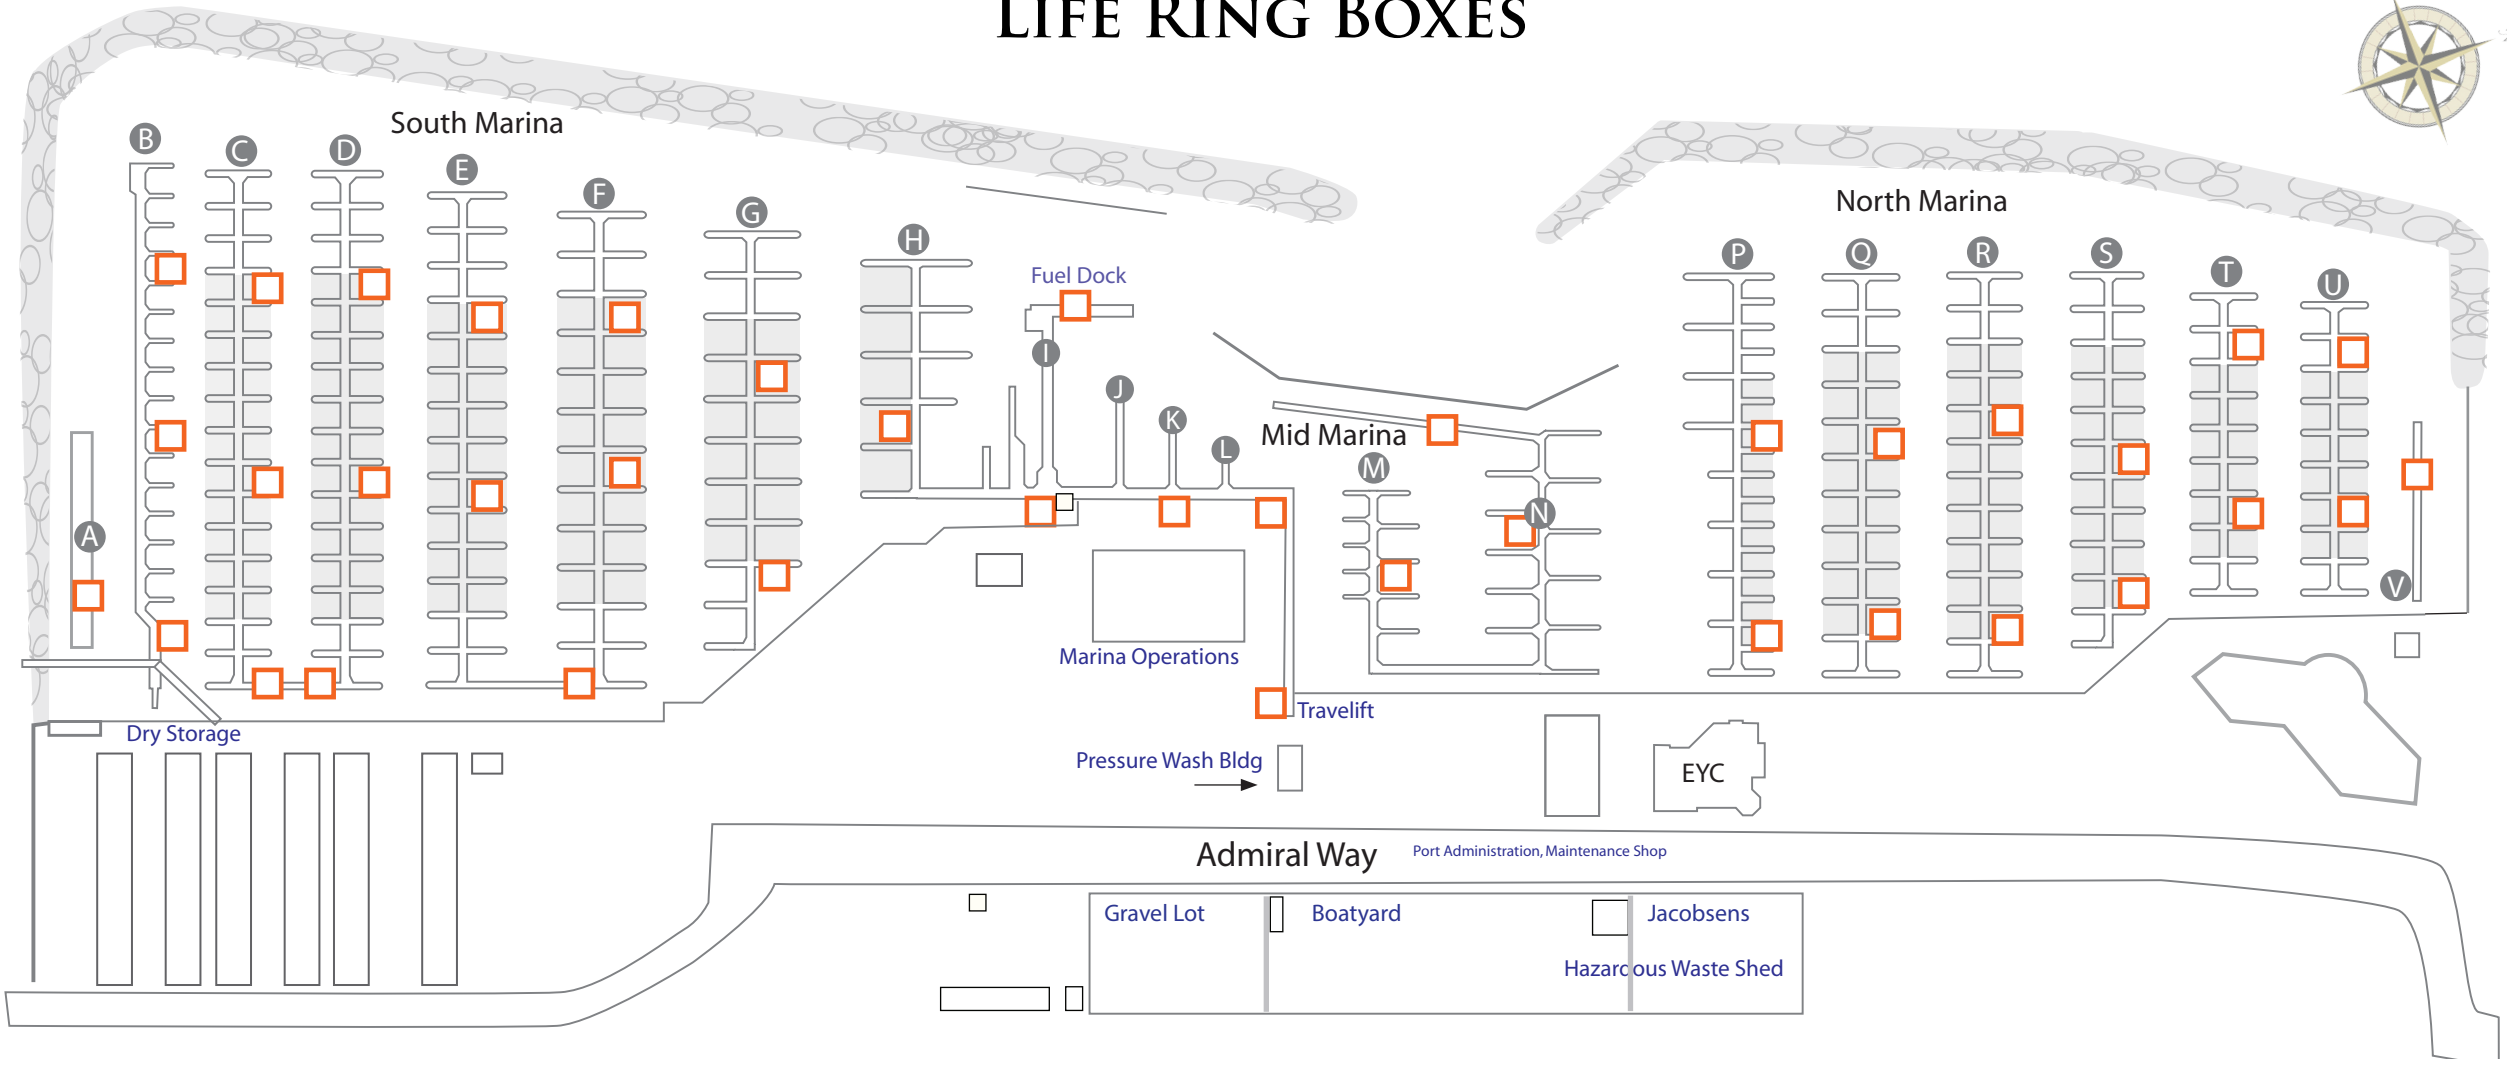 LIFE RING BOXES
South Marina
B
C
D
E
F
G
H
Fuel Dock
I
J
K
L
A
Mid Marina
M
N
North Marina
P
Q
R
S
T
U
V
Marina Operations
Travelift
Dry Storage
Pressure Wash Bldg
EYC
Admiral Way
Port Administration, Maintenance Shop
Gravel Lot
Boatyard
Jacobsens
Hazardous Waste Shed